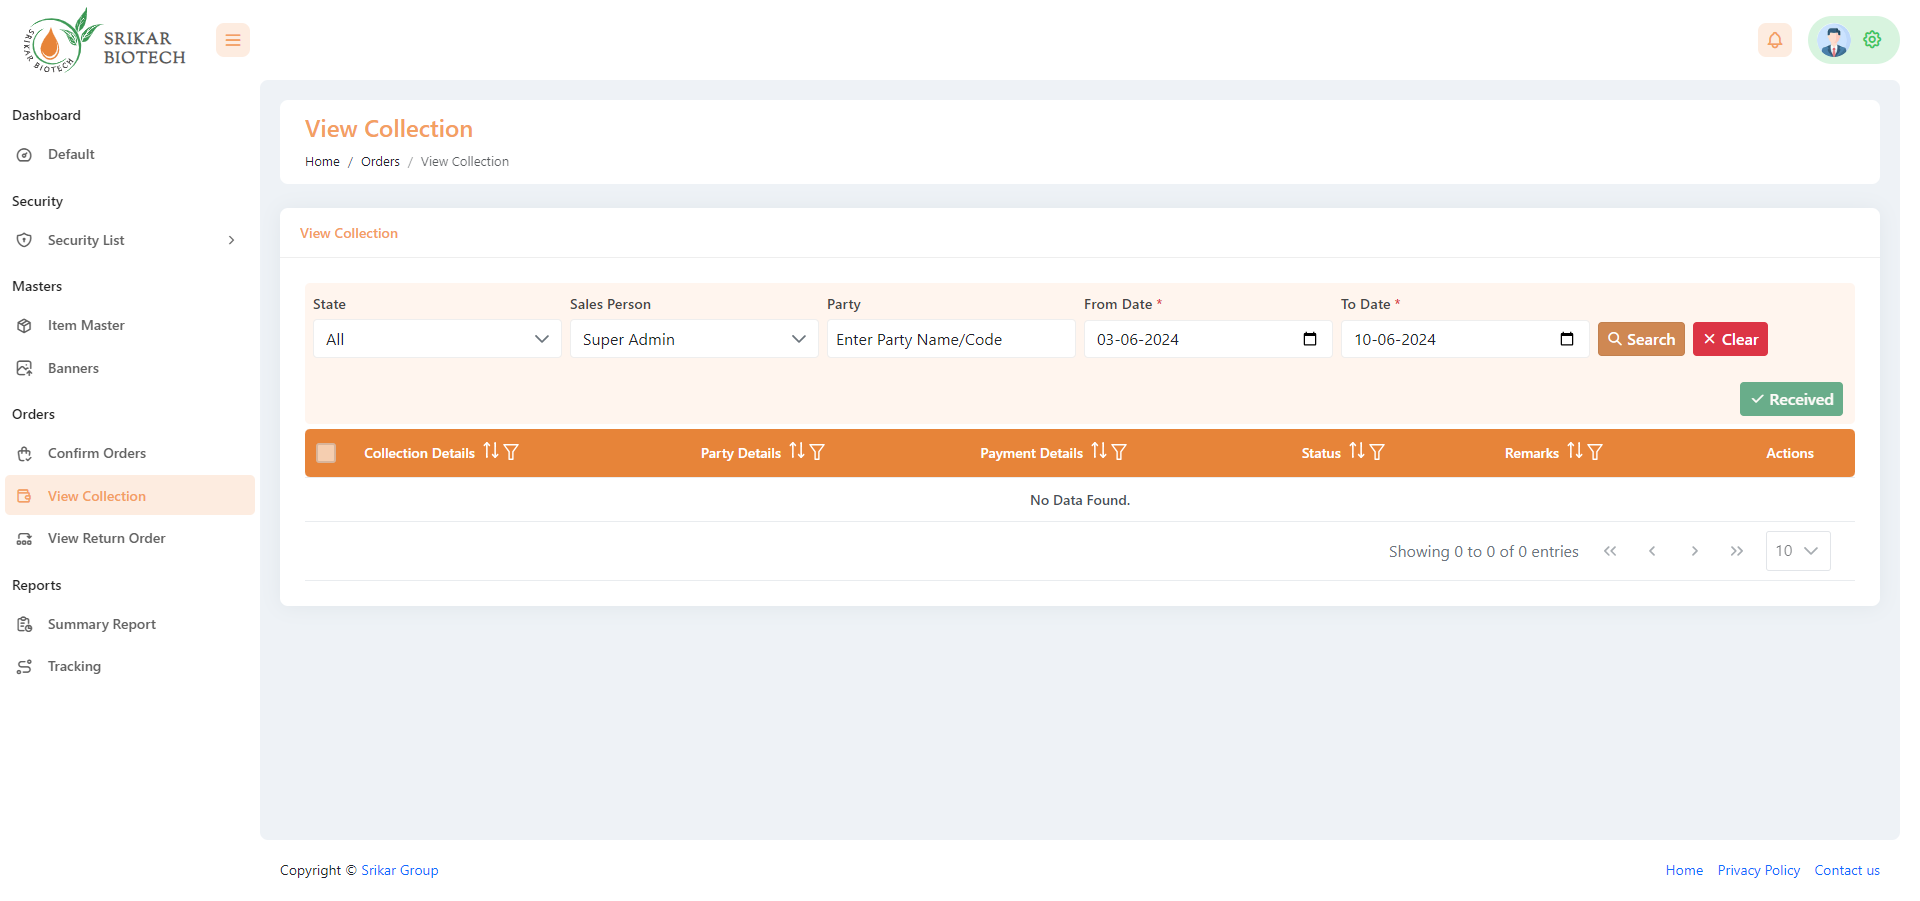 SRIKAR BIOTECH
SRIKAR
BIOTECH
Dashboard
Default
Security
Security List
Masters
Item Master
Banners
Orders
Confirm Orders
View Collection
View Return Order
Reports
Summary Report
Tracking
View Collection
Home / Orders / View Collection
View Collection
State Sales Person Party From Date * To Date *
All Super Admin Enter Party Name/Code 03-06-2024 10-06-2024 Search Clear
Received
Collection Details Party Details Payment Details Status Remarks Actions
No Data Found.
Showing 0 to 0 of 0 entries 10
Copyright © Srikar Group Home Privacy Policy Contact us